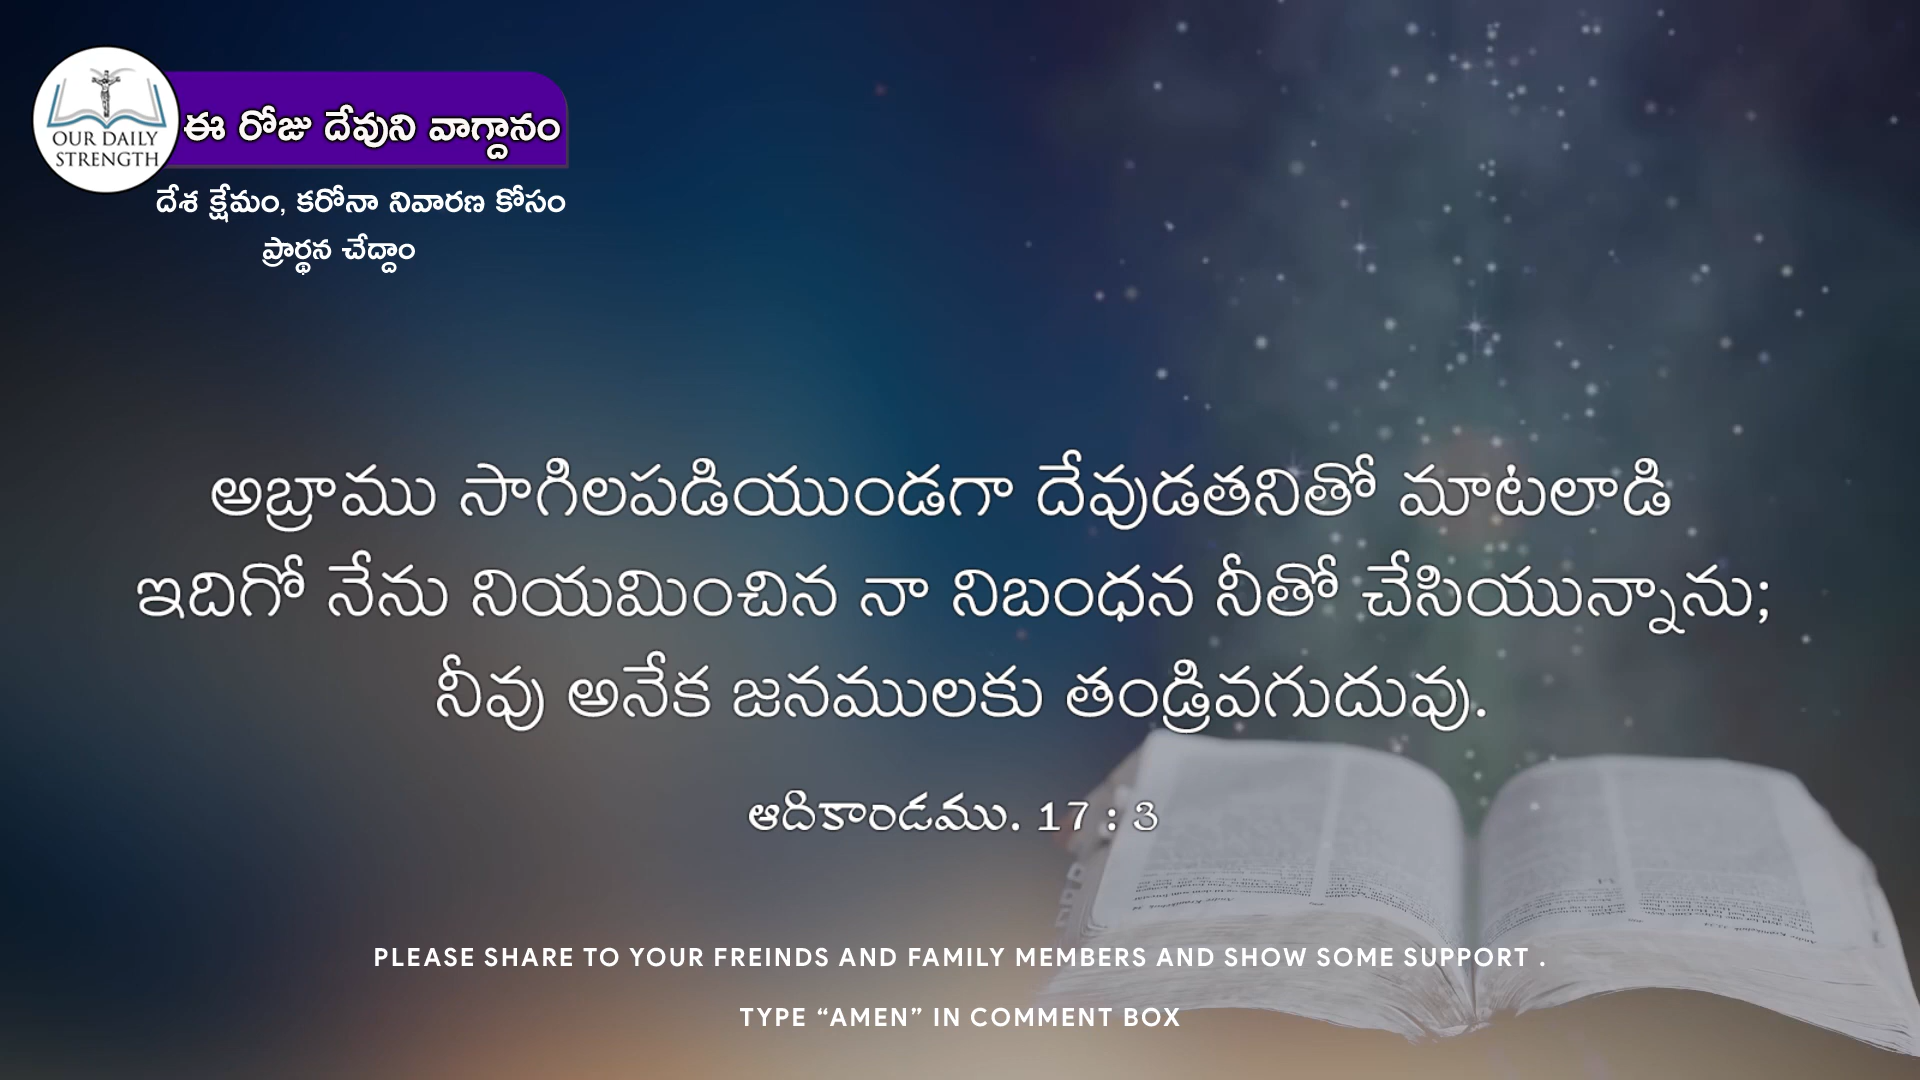 OUR DAILY
STRENGTH
ఈ రోజు దేవుని వాగ్దానం
దేశ క్షేమం, కరోనా నివారణ కోసం
ప్రార్థన చేద్దాం
అబ్రాము సాగిలపడియుండగా దేవుడతనితో మాటలాడి
ఇదిగో నేను నియమించిన నా నిబంధన నీతో చేసియున్నాను;
నీవు అనేక జనములకు తండ్రివగుదువు.
ఆదికాండము. 17 : 3
PLEASE SHARE TO YOUR FREINDS AND FAMILY MEMBERS AND SHOW SOME SUPPORT .
TYPE “AMEN” IN COMMENT BOX